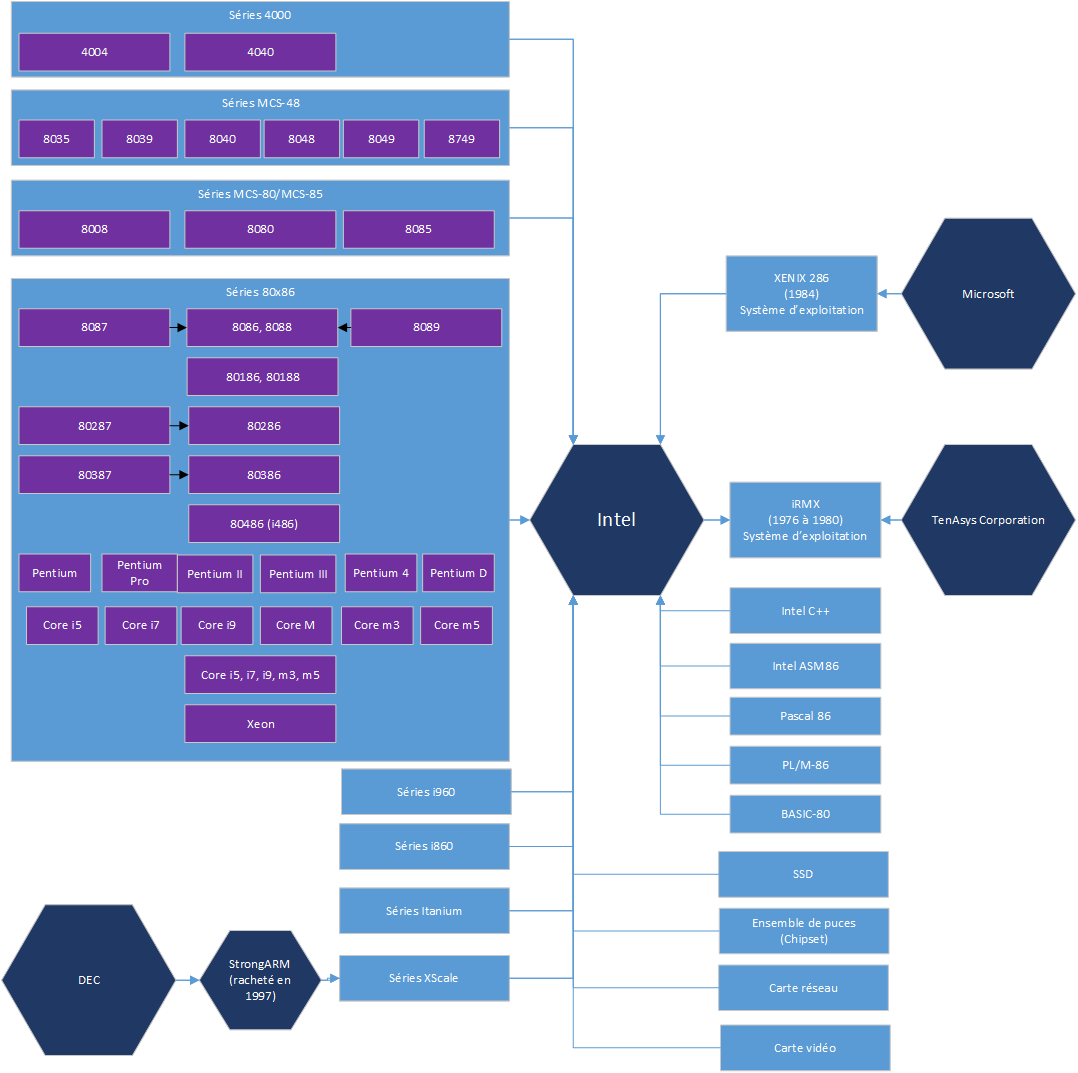 Séries 4000
4004
4040
Séries MCS-48
8035
8039
8040
8048
8049
8749
Séries MCS-80/MCS-85
8008
8080
8085
Séries 80x86
8087
8086, 8088
8089
80186, 80188
80287
80286
80387
80386
80486 (i486)
Pentium
Pentium
Pro
Pentium II
Pentium III
Pentium 4
Pentium D
Core i5
Core i7
Core i9
Core M
Core m3
Core m5
Core i5, i7, i9, m3, m5
Xeon
Séries i960
Séries i860
Séries Itanium
Séries XScale
DEC
StrongARM
(racheté en
1997)
Intel
XENIX 286
(1984)
Système d'exploitation
Microsoft
iRMX
(1976 à 1980)
Système d'exploitation
TenAsys Corporation
Intel C++
Intel ASM86
Pascal 86
PL/M-86
BASIC-80
SSD
Ensemble de puces
(Chipset)
Carte réseau
Carte vidéo